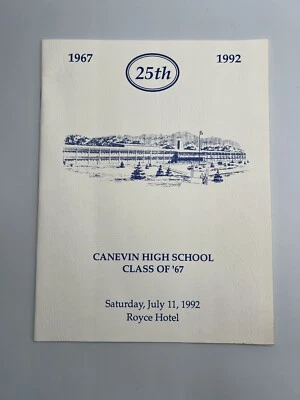 1967 1992
25th
CANEVIN HIGH SCHOOL
CLASS OF '67
Saturday, July 11, 1992
Royce Hotel